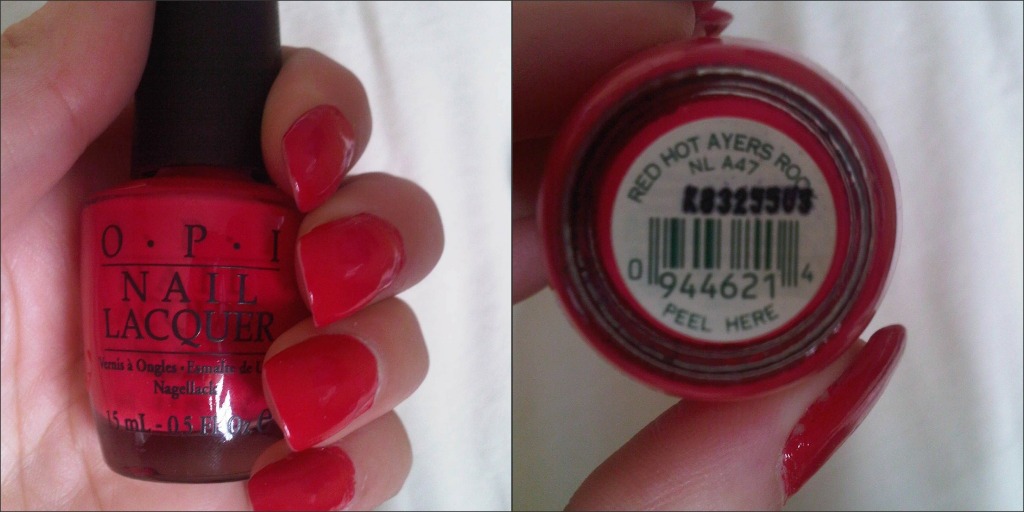 O·P·I
NAIL
LACQUER
Vernis à Ongles · Esmalte de
Nagellack
15 mL - 0.5 Fl. Oz.
RED HOT AYERS ROCK
NL A47
0 944621 4
PEEL HERE